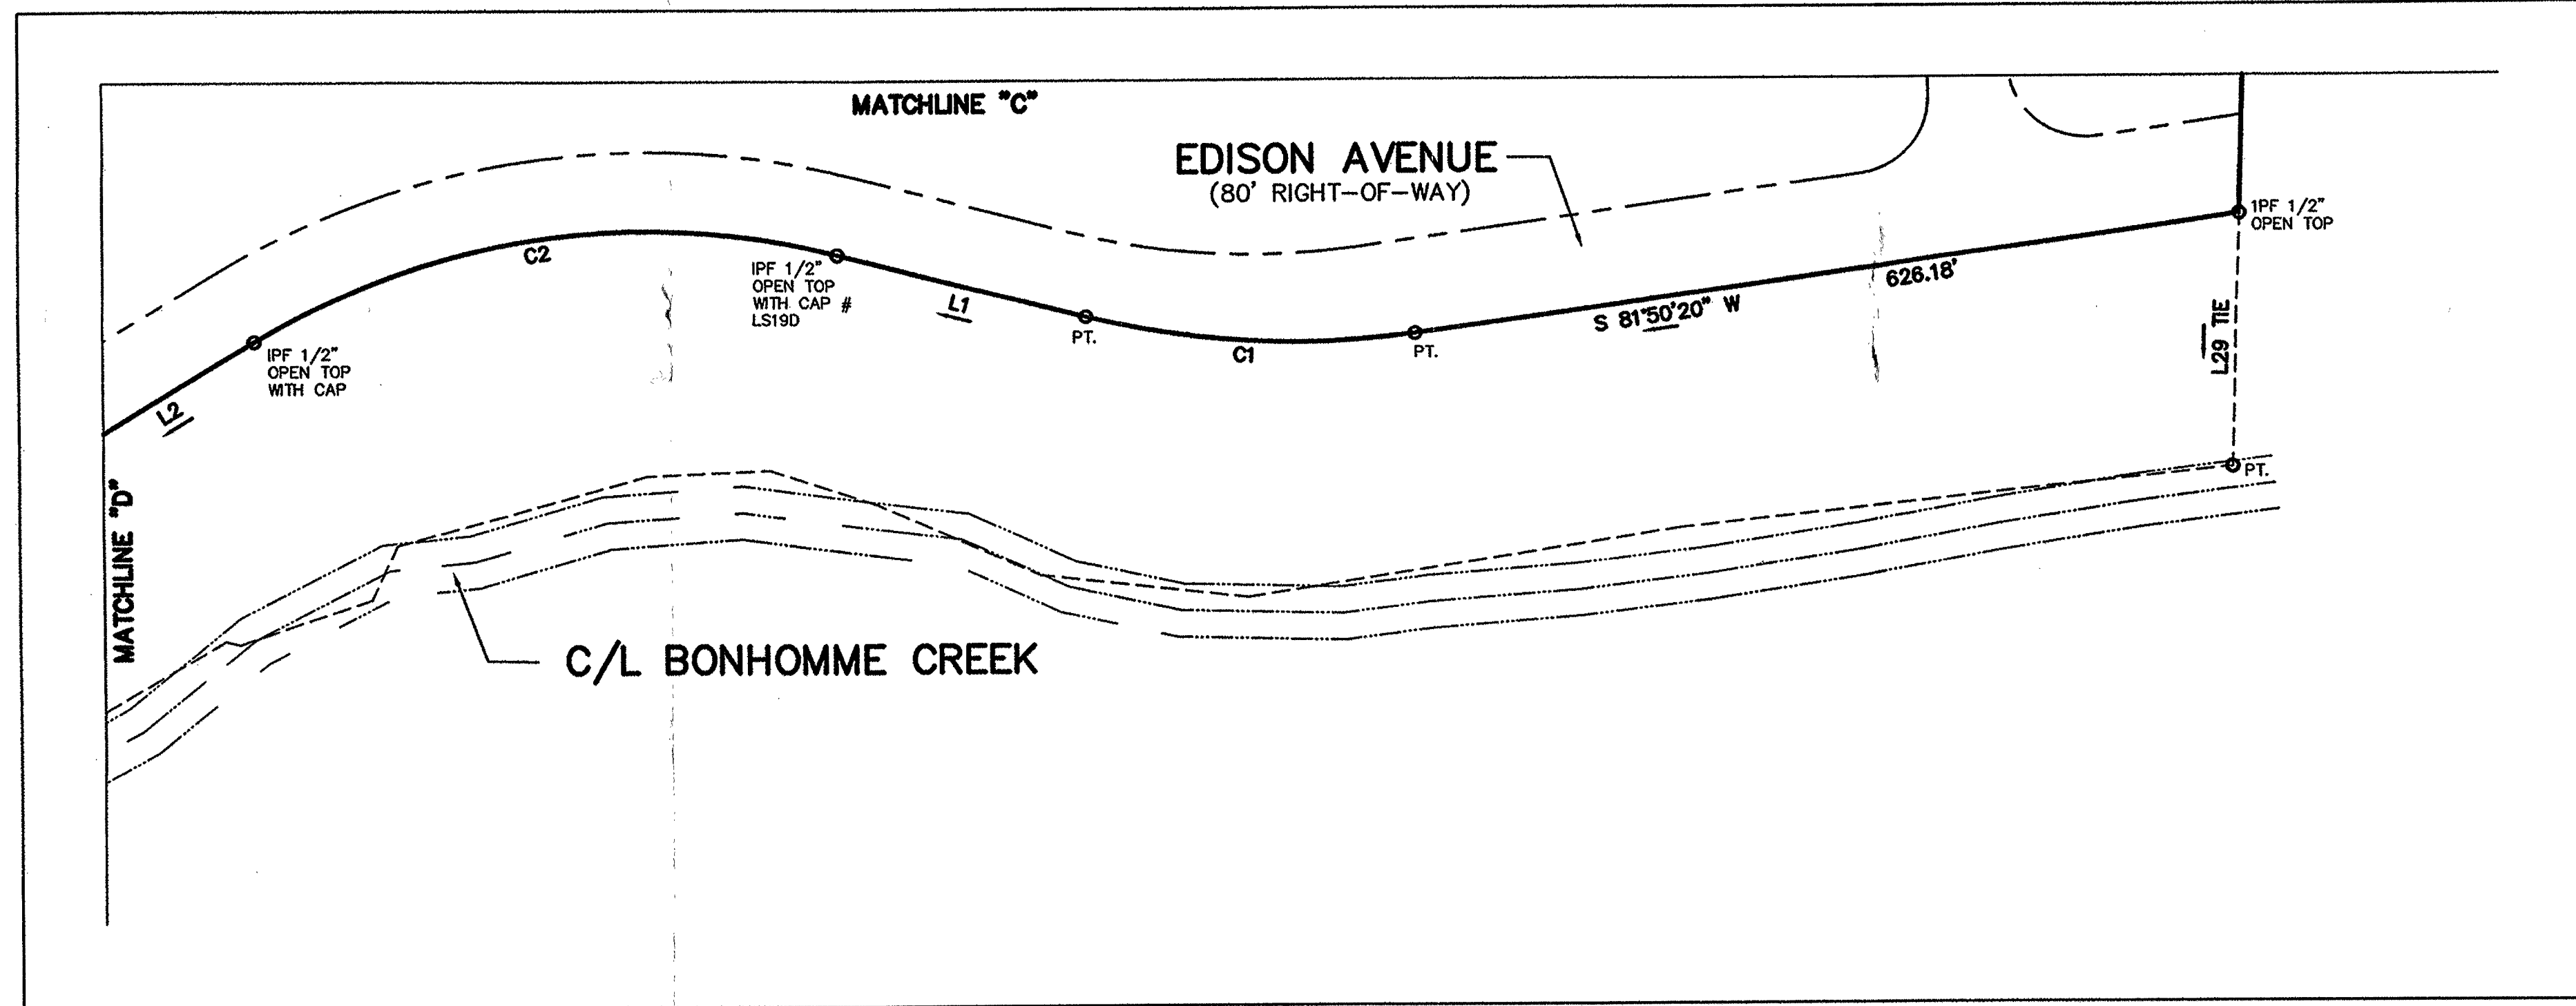 MATCHLINE "C"
EDISON AVENUE
(80' RIGHT-OF-WAY)
1PF 1/2"
OPEN TOP
C2
IPF 1/2"
OPEN TOP
WITH CAP #
LS19D
L1
PT.
C1
PT.
S 81°50'20" W
626.18'
L29 TIE
PT.
IPF 1/2"
OPEN TOP
WITH CAP
L2
MATCHLINE "D"
C/L BONHOMME CREEK